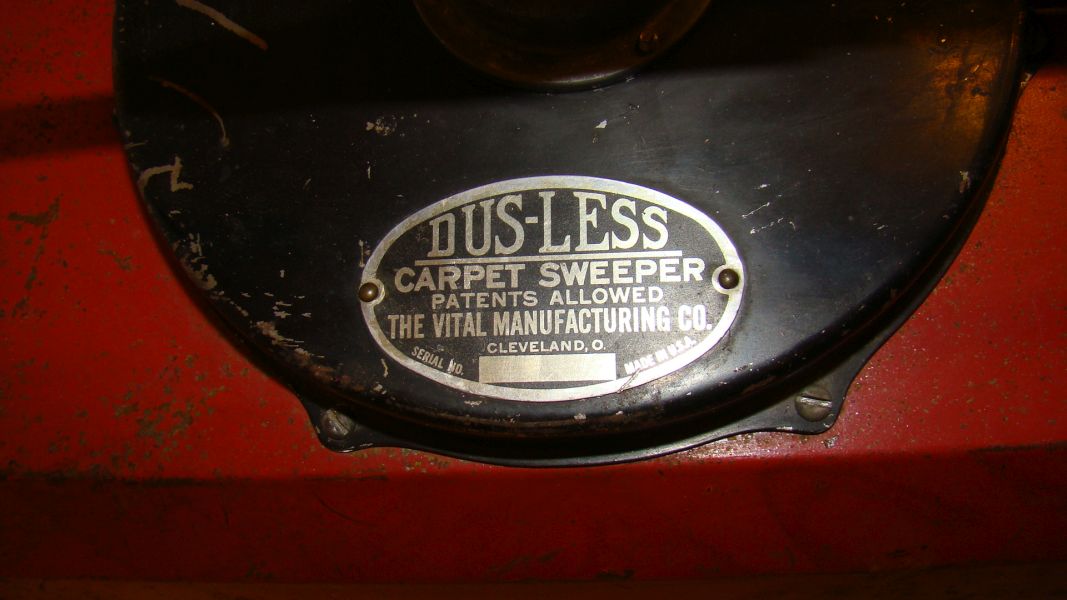 DUS-LESS
CARPET SWEEPER
PATENTS ALLOWED
THE VITAL MANUFACTURING CO.
CLEVELAND, O.
SERIAL NO. MADE IN U.S.A.